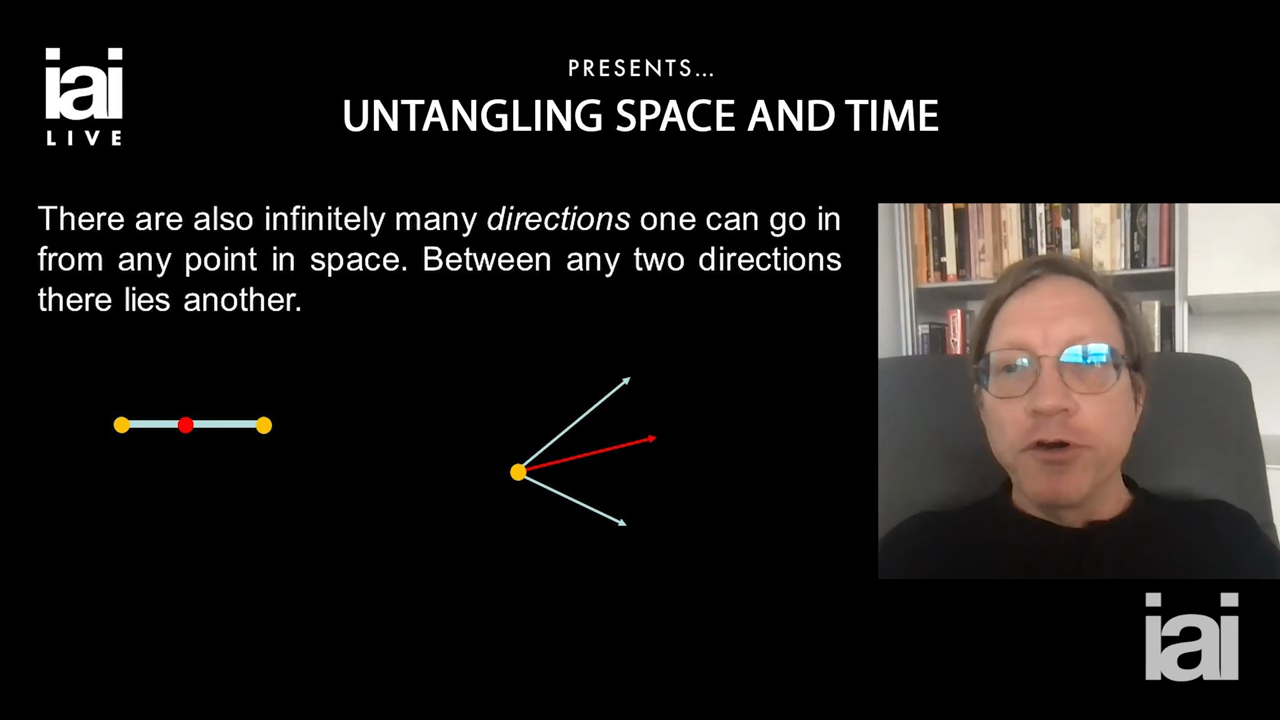 iai
LIVE
PRESENTS...
UNTANGLING SPACE AND TIME
There are also infinitely many directions one can go in
from any point in space. Between any two directions
there lies another.
iai